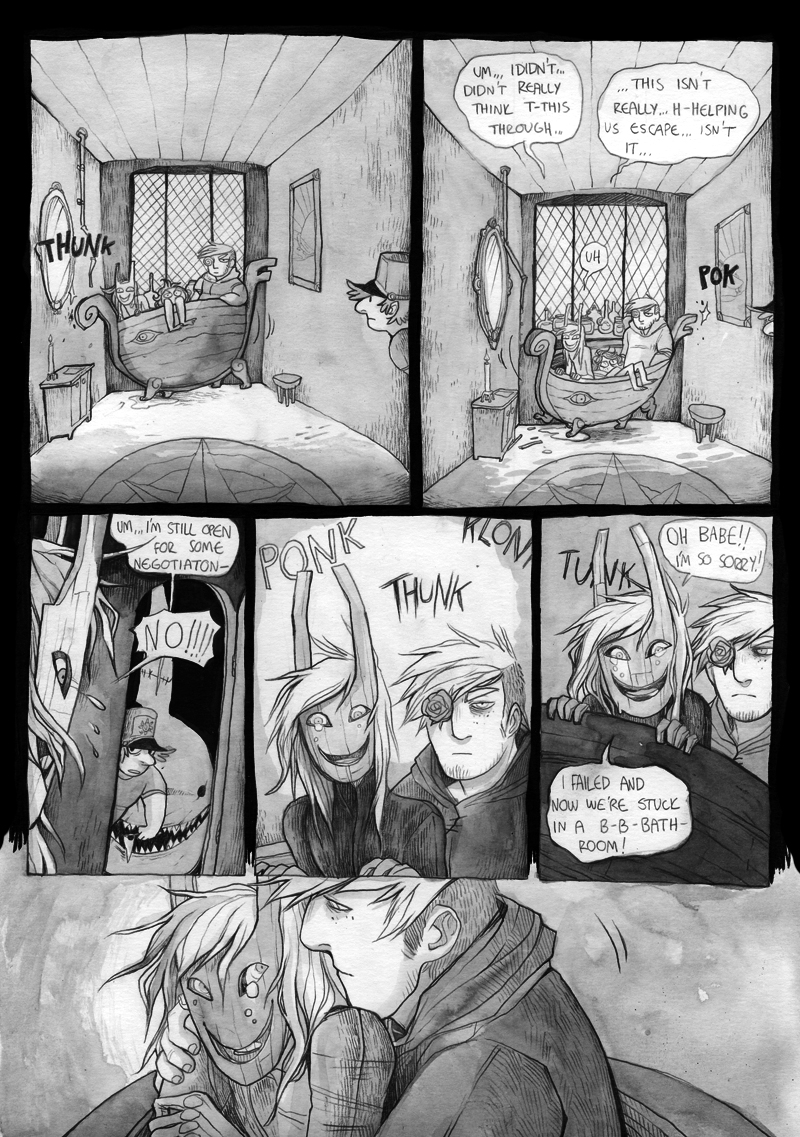 THUNK
UM,,, I DIDN'T...
DIDN'T REALLY
THINK T-THIS
THROUGH...
...THIS ISN'T
REALLY... H-HELPING
US ESCAPE... ISN'T
IT...
UH
POK
UM,,, I'M STILL OPEN
FOR SOME
NEGOTIATON—
NO!!!!
PONK
KLONK
THUNK
TUNK
OH BABE!!
I'M SO SORRY!
I FAILED AND
NOW WE'RE STUCK
IN A B-B-BATH-
ROOM!